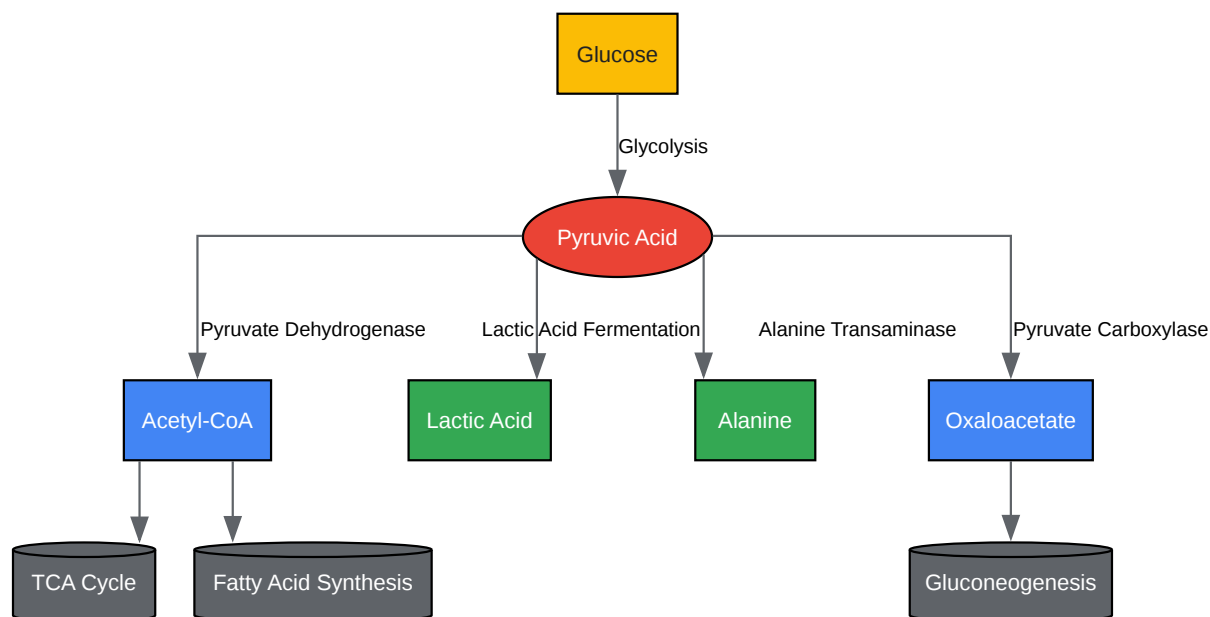 Glucose
Glycolysis
Pyruvic Acid
Pyruvate Dehydrogenase
Lactic Acid Fermentation
Alanine Transaminase
Pyruvate Carboxylase
Acetyl-CoA
Lactic Acid
Alanine
Oxaloacetate
TCA Cycle
Fatty Acid Synthesis
Gluconeogenesis